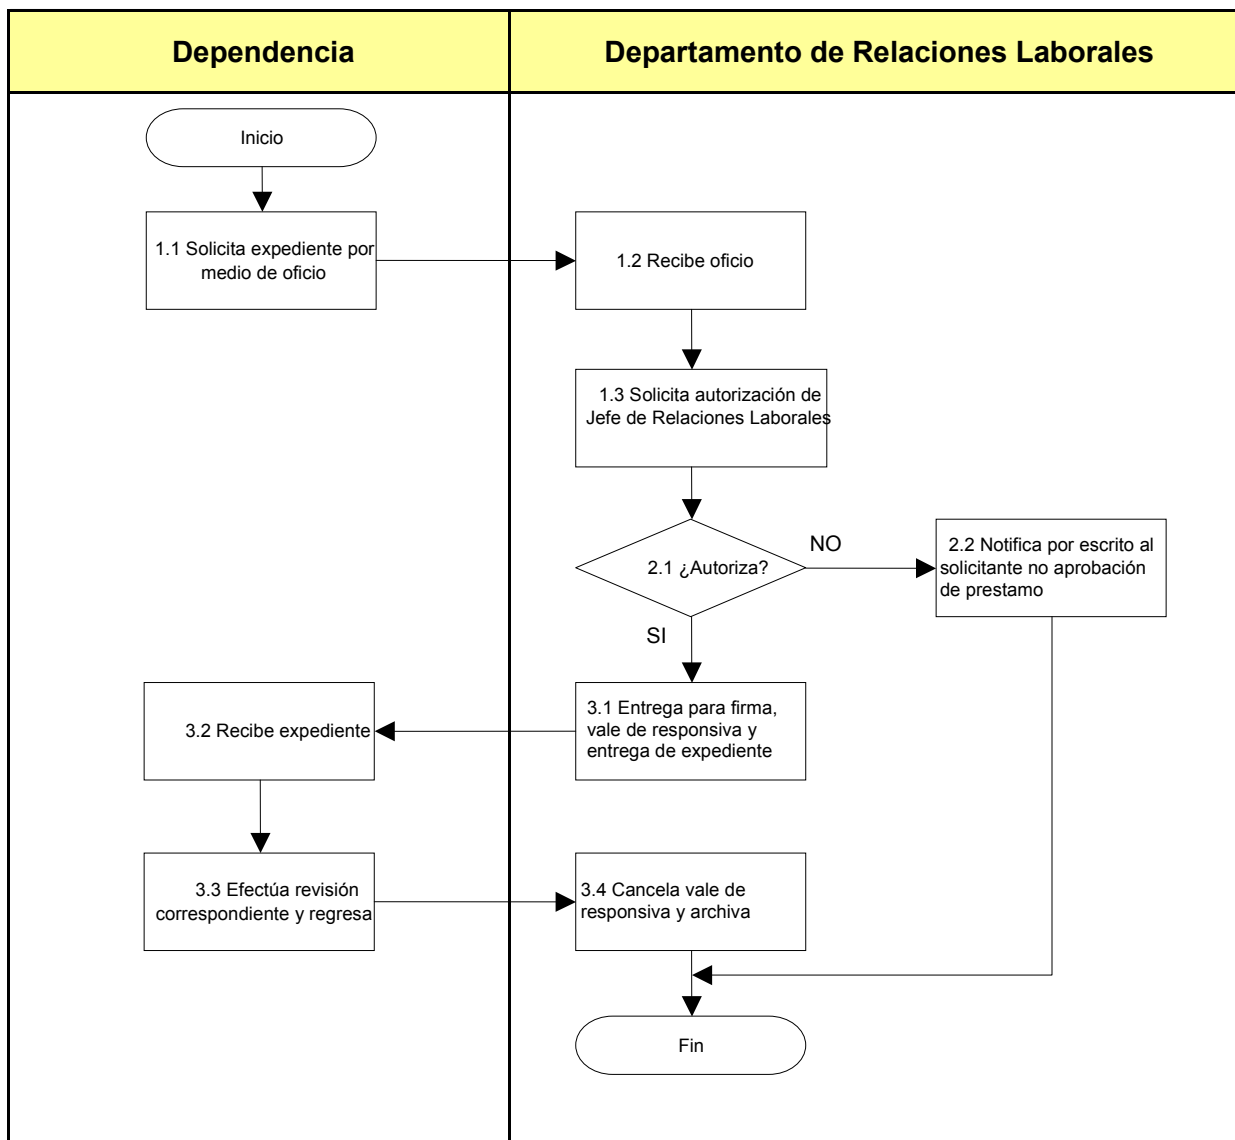 Dependencia
Departamento de Relaciones Laborales
Inicio
1.1 Solicita expediente por
medio de oficio
1.2 Recibe oficio
1.3 Solicita autorización de
Jefe de Relaciones Laborales
2.1 ¿Autoriza?
NO
2.2 Notifica por escrito al
solicitante no aprobación
de prestamo
SI
3.1 Entrega para firma,
vale de responsiva y
entrega de expediente
3.2 Recibe expediente
3.3 Efectúa revisión
correspondiente y regresa
3.4 Cancela vale de
responsiva y archiva
Fin